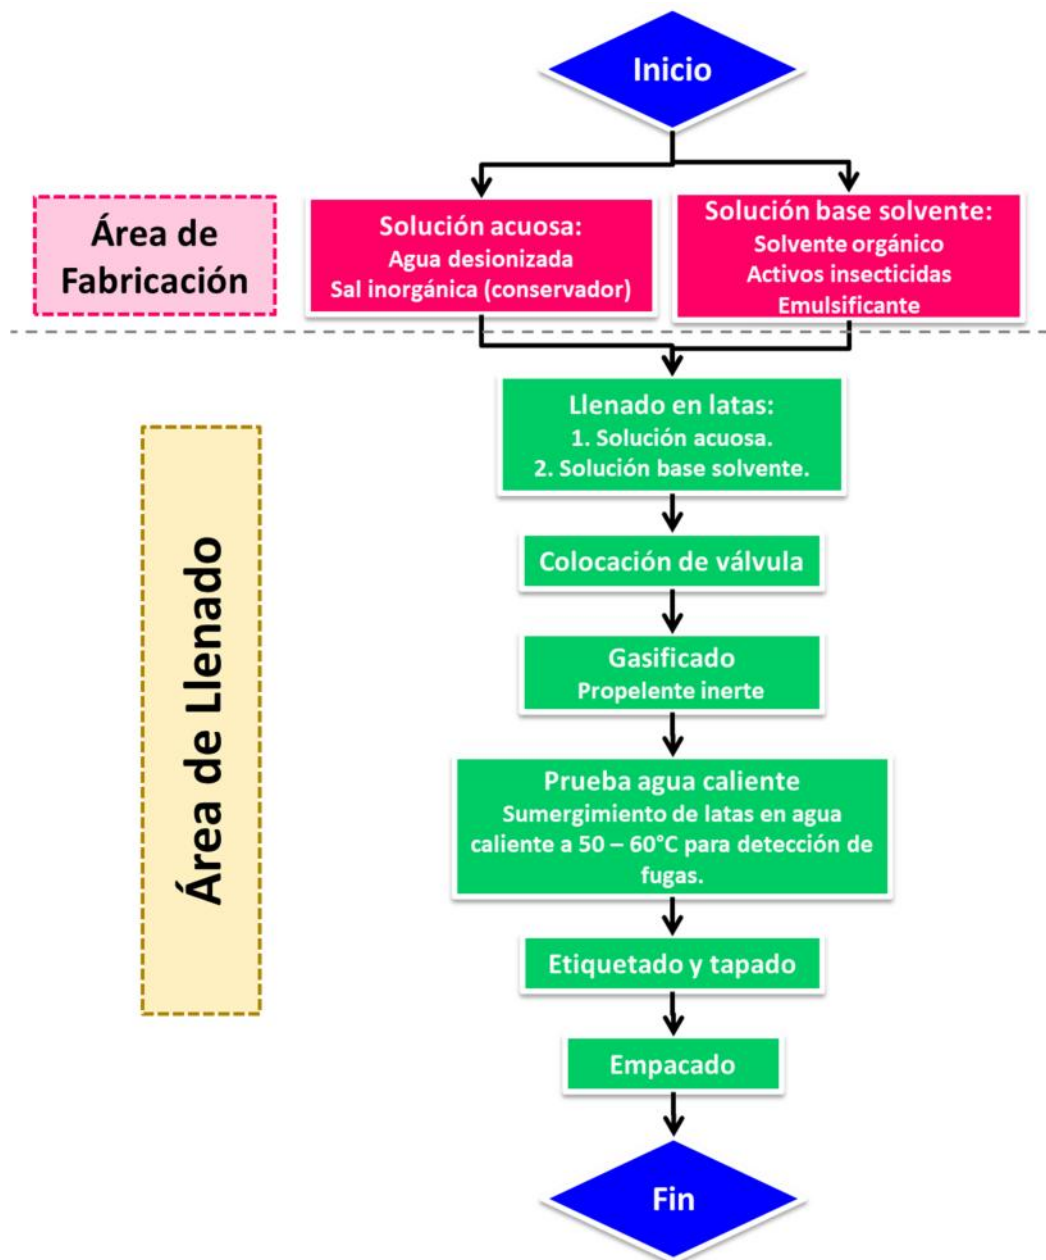 Inicio
Área de
Fabricación
Solución acuosa:
Agua desionizada
Sal inorgánica (conservador)
Solución base solvente:
Solvente orgánico
Activos insecticidas
Emulsificante
Área de Llenado
Llenado en latas:
1. Solución acuosa.
2. Solución base solvente.
Colocación de válvula
Gasificado
Propelente inerte
Prueba agua caliente
Sumergimiento de latas en agua
caliente a 50 – 60°C para detección de
fugas.
Etiquetado y tapado
Empacado
Fin